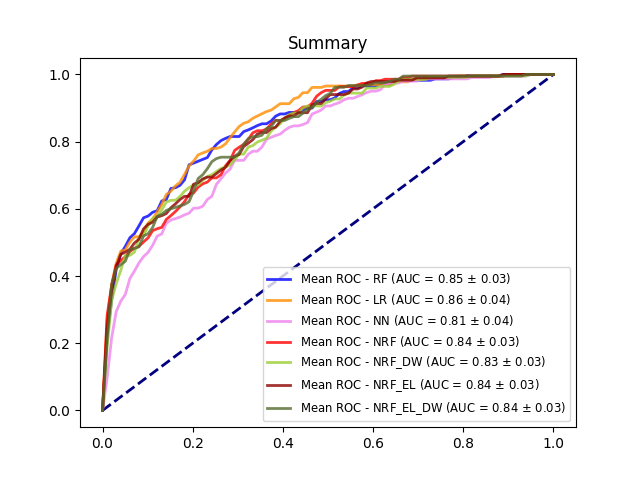 Summary
1.0
0.8
0.6
0.4
0.2
0.0
Mean ROC - RF (AUC = 0.85 ± 0.03)
Mean ROC - LR (AUC = 0.86 ± 0.04)
Mean ROC - NN (AUC = 0.81 ± 0.04)
Mean ROC - NRF (AUC = 0.84 ± 0.03)
Mean ROC - NRF_DW (AUC = 0.83 ± 0.03)
Mean ROC - NRF_EL (AUC = 0.84 ± 0.03)
Mean ROC - NRF_EL_DW (AUC = 0.84 ± 0.03)
0.0 0.2 0.4 0.6 0.8 1.0